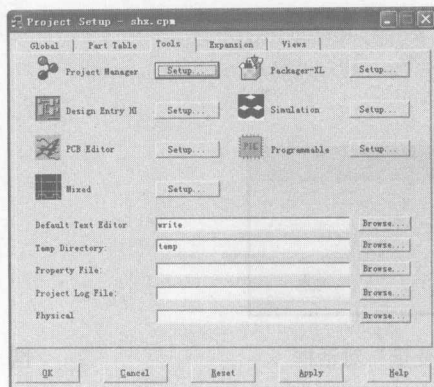 Project Setup - shx.cpm
Global Part Table Tools Expansion Views
Project Manager Setup... Packager-XL Setup...
Design Entry HI Setup... Simulation Setup...
PCB Editor Setup... PIC Programmable Setup...
Mixed Setup...
Default Text Editor write Browse...
Temp Directory: temp Browse...
Property File: Browse...
Project Log File: Browse...
Physical Browse...
OK Cancel Reset Apply Help